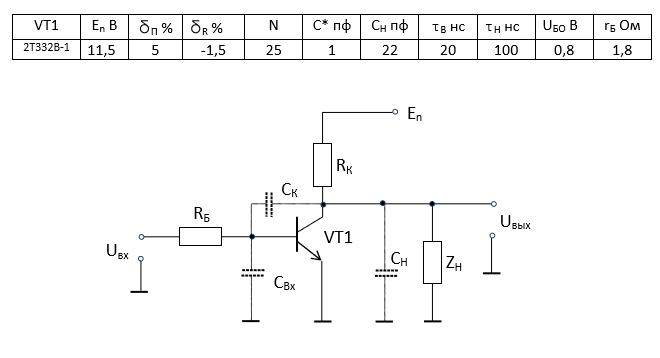 VT1 Eп В δП % δR % N C* пф CН пф τВ нс τН нс UБО В rБ Ом
2Т332В-1 11,5 5 -1,5 25 1 22 20 100 0,8 1,8
Eп
RК
CК
RБ
Uвх
VT1
Uвых
CВх
CН
ZН